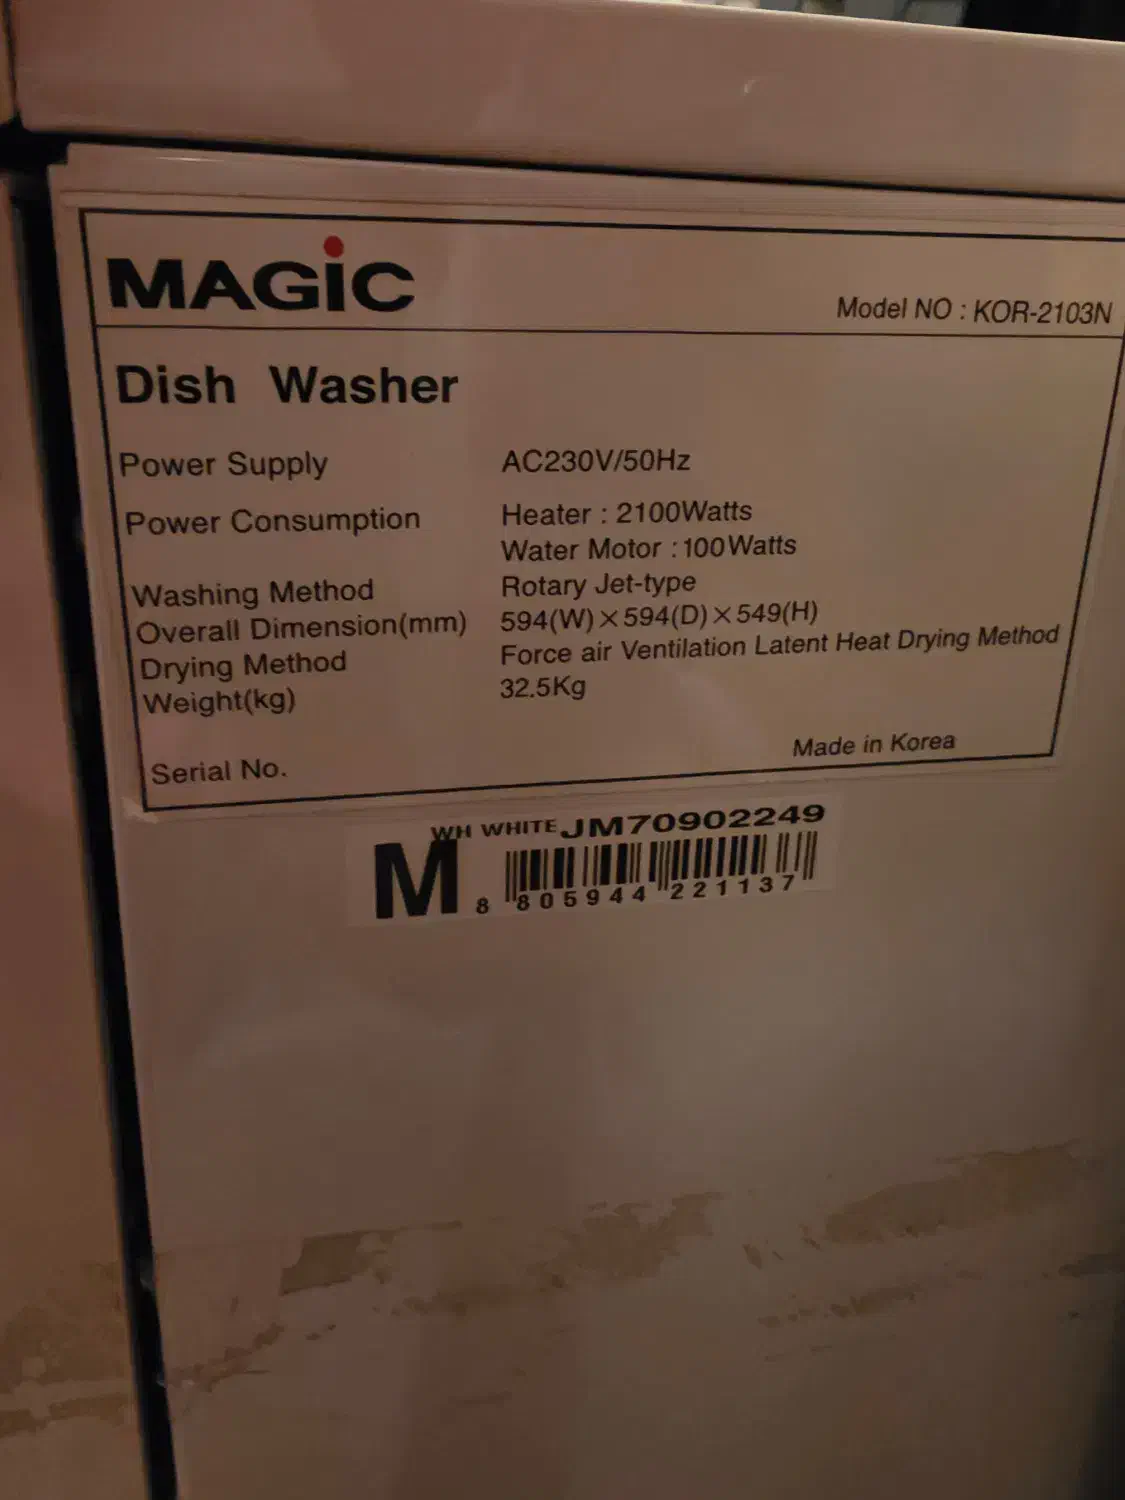 MAGiC
Model NO : KOR-2103N
Dish Washer
Power Supply AC230V/50Hz
Power Consumption Heater : 2100Watts
Water Motor : 100Watts
Washing Method Rotary Jet-type
Overall Dimension(mm) 594(W)×594(D)×549(H)
Drying Method Force air Ventilation Latent Heat Drying Method
Weight(kg) 32.5Kg
Serial No.
Made in Korea
WH WHITE JM70902249
M
8 805944 221137